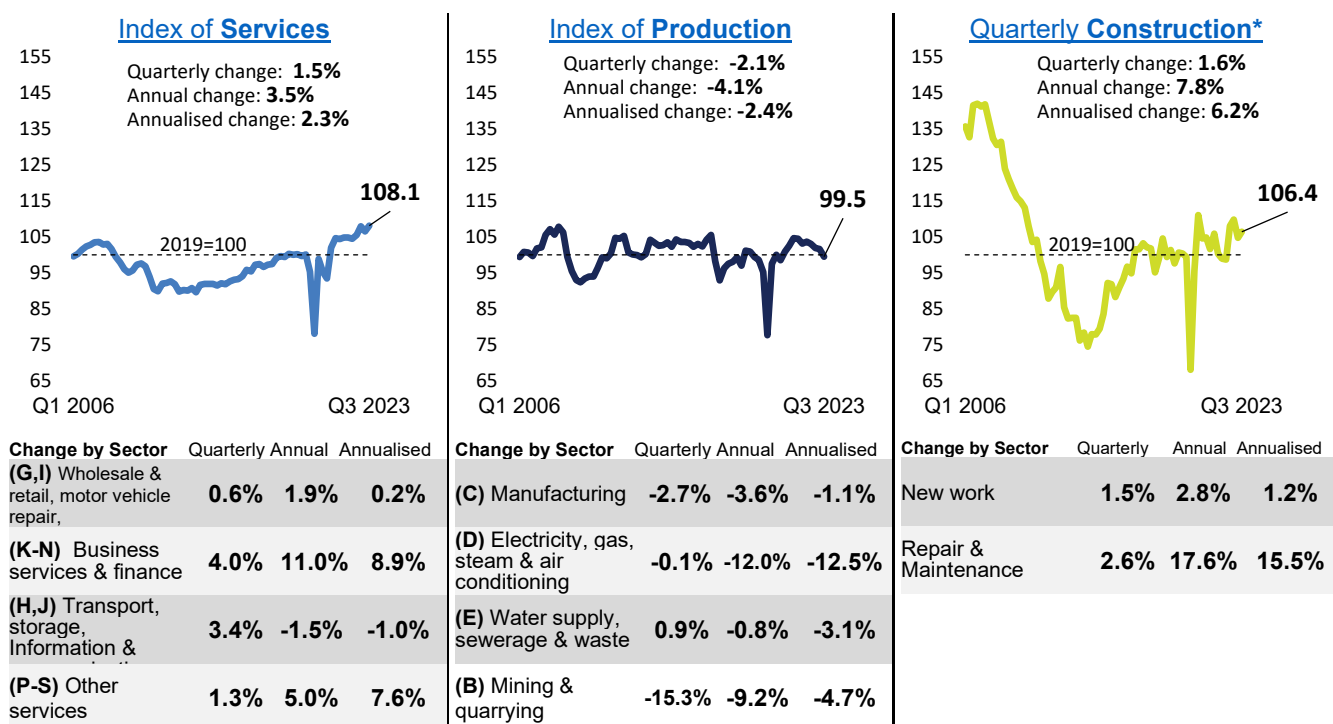 Index of Services
155
145
135
125
115
105
95
85
75
65
Quarterly change: 1.5%
Annual change: 3.5%
Annualised change: 2.3%
108.1
2019=100
Q1 2006 Q3 2023
Change by Sector Quarterly Annual Annualised
(G,I) Wholesale &
retail, motor vehicle
repair,
0.6% 1.9% 0.2%
(K-N) Business
services & finance
4.0% 11.0% 8.9%
(H,J) Transport,
storage,
Information &
3.4% -1.5% -1.0%
(P-S) Other
services
1.3% 5.0% 7.6%
Index of Production
155
145
135
125
115
105
95
85
75
65
Quarterly change: -2.1%
Annual change: -4.1%
Annualised change: -2.4%
99.5
Q1 2006 Q3 2023
Change by Sector Quarterly Annual Annualised
(C) Manufacturing -2.7% -3.6% -1.1%
(D) Electricity, gas,
steam & air
conditioning
-0.1% -12.0% -12.5%
(E) Water supply,
sewerage & waste
0.9% -0.8% -3.1%
(B) Mining &
quarrying
-15.3% -9.2% -4.7%
Quarterly Construction*
155
145
135
125
115
105
95
85
75
65
Quarterly change: 1.6%
Annual change: 7.8%
Annualised change: 6.2%
106.4
2019=100
Q1 2006 Q3 2023
Change by Sector Quarterly Annual Annualised
New work 1.5% 2.8% 1.2%
Repair &
Maintenance
2.6% 17.6% 15.5%